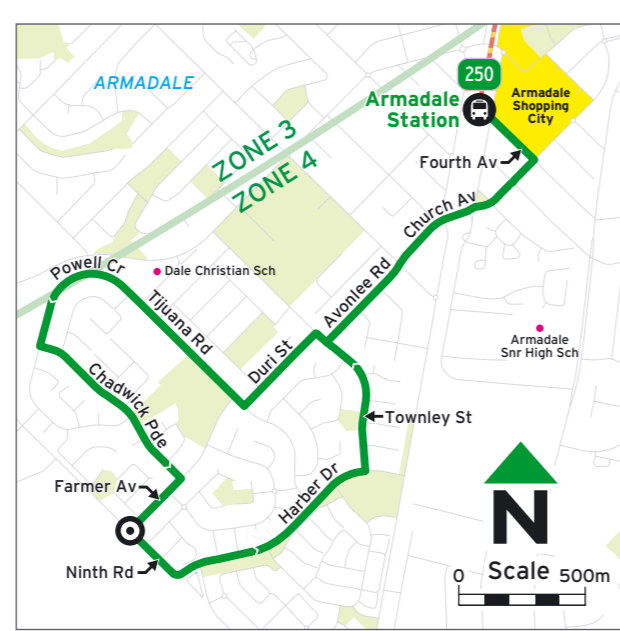 ARMADALE
250
Armadale
Station
Armadale
Shopping
City
ZONE 3
ZONE 4
Fourth Av
Church Av
Powell Cr
Dale Christian Sch
Tijuana Rd
Avonlee Rd
Duri St
Armadale
Snr High Sch
Chadwick Pde
Townley St
Farmer Av
Harber Dr
Ninth Rd
N
Scale
0 500m